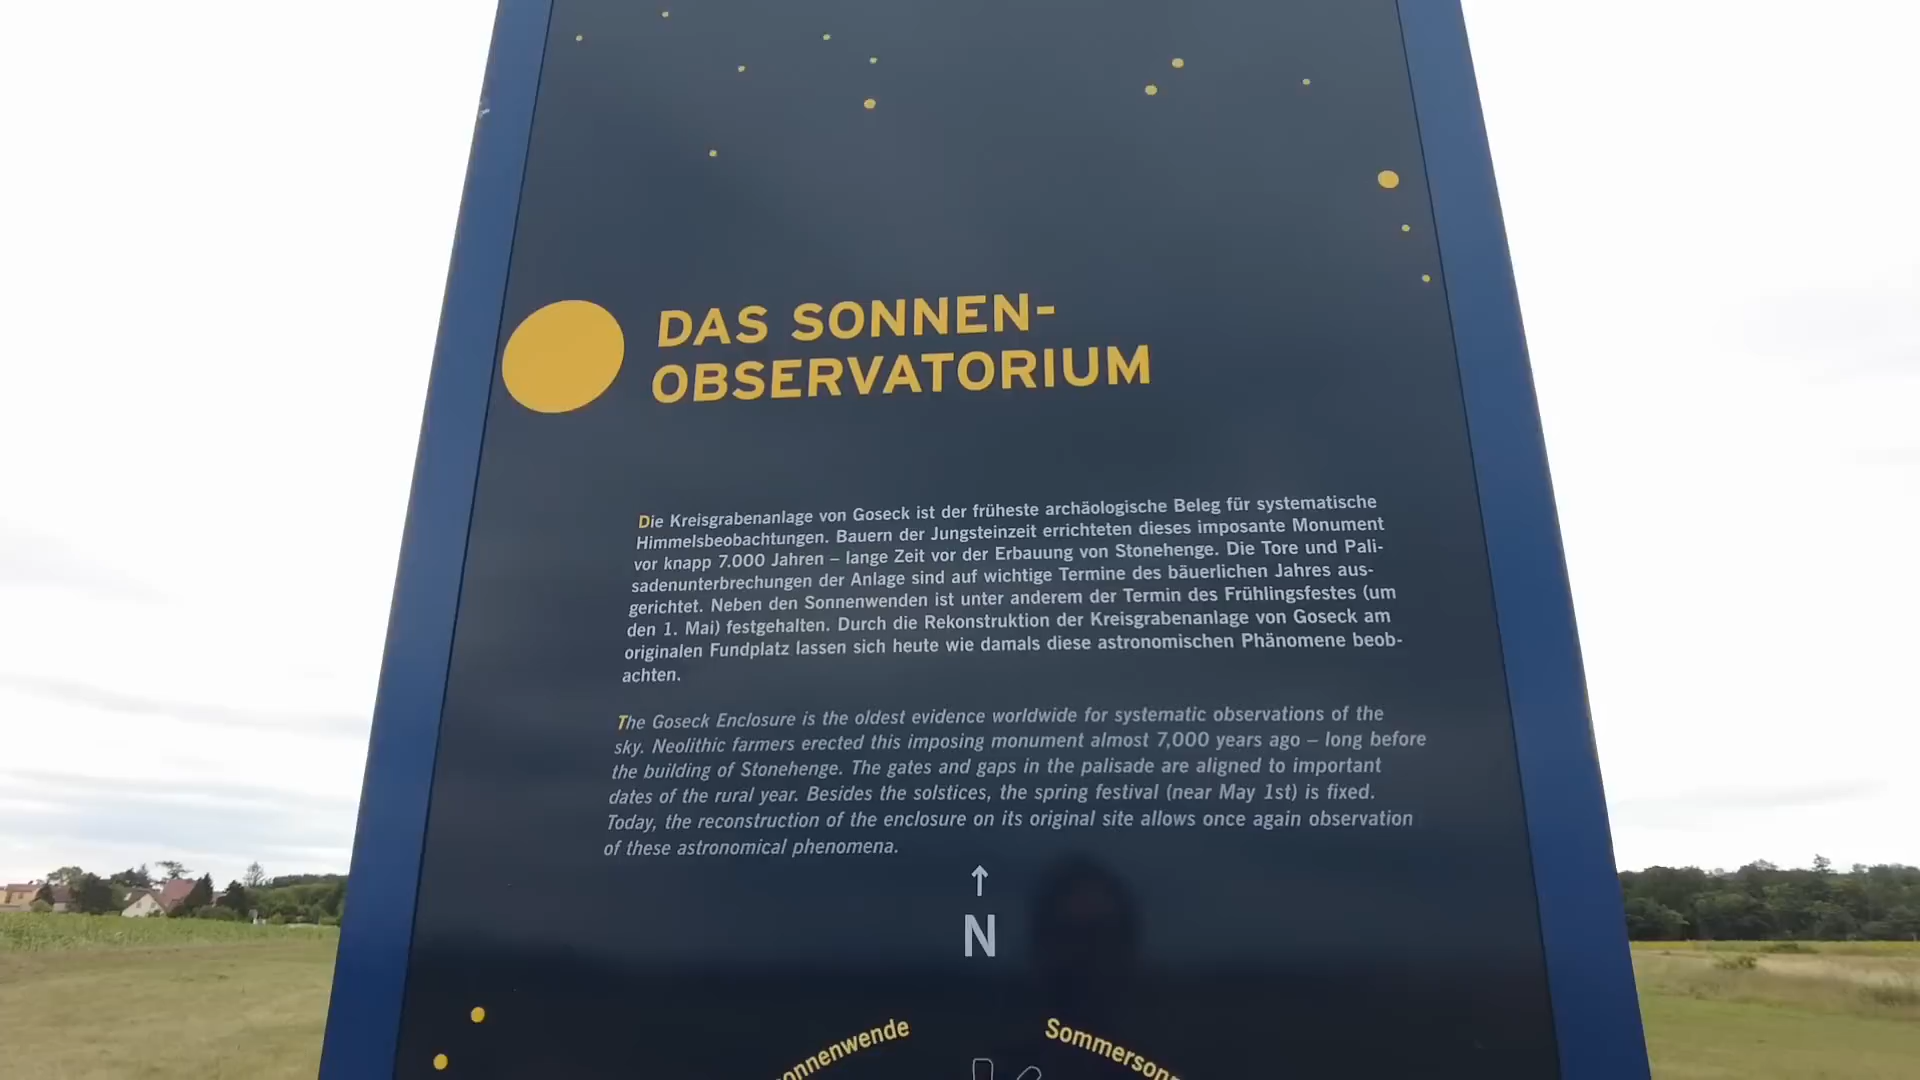 DAS SONNEN-
OBSERVATORIUM
Die Kreisgrabenanlage von Goseck ist der früheste archäologische Beleg für systematische
Himmelsbeobachtungen. Bauern der Jungsteinzeit errichteten dieses imposante Monument
vor knapp 7.000 Jahren – lange Zeit vor der Erbauung von Stonehenge. Die Tore und Pali-
sadenunterbrechungen der Anlage sind auf wichtige Termine des bäuerlichen Jahres aus-
gerichtet. Neben den Sonnenwenden ist unter anderem der Termin des Frühlingsfestes (um
den 1. Mai) festgehalten. Durch die Rekonstruktion der Kreisgrabenanlage von Goseck am
originalen Fundplatz lassen sich heute wie damals diese astronomischen Phänomene beob-
achten.
The Goseck Enclosure is the oldest evidence worldwide for systematic observations of the
sky. Neolithic farmers erected this imposing monument almost 7,000 years ago – long before
the building of Stonehenge. The gates and gaps in the palisade are aligned to important
dates of the rural year. Besides the solstices, the spring festival (near May 1st) is fixed.
Today, the reconstruction of the enclosure on its original site allows once again observation
of these astronomical phenomena.
↑
N
onnenwende
Sommersonn